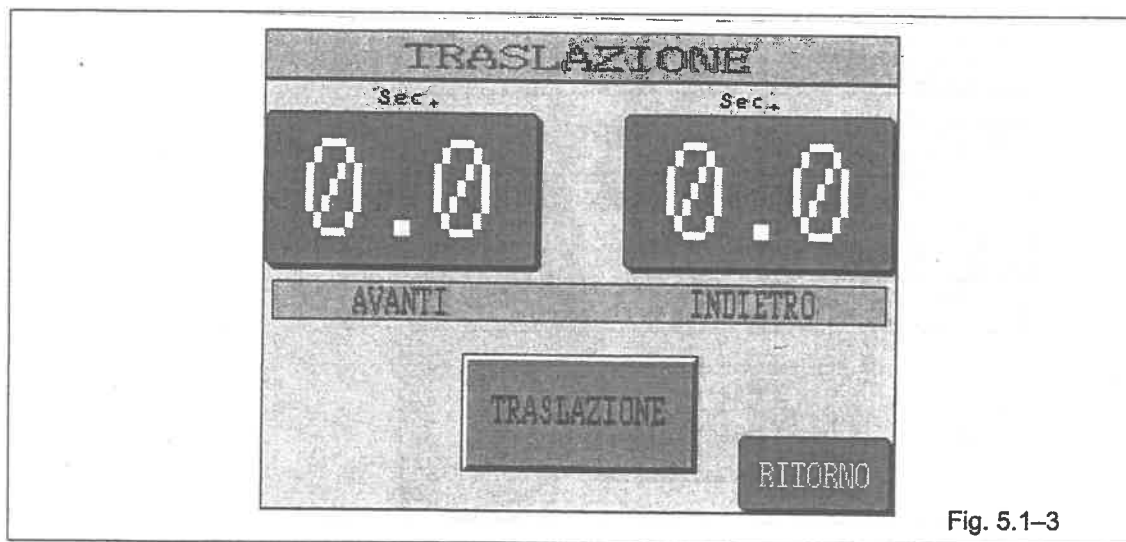 TRASLAZIONE
Sec. Sec.
0.0 0.0
AVANTI INDIETRO
TRASLAZIONE
RITORNO
Fig. 5.1–3